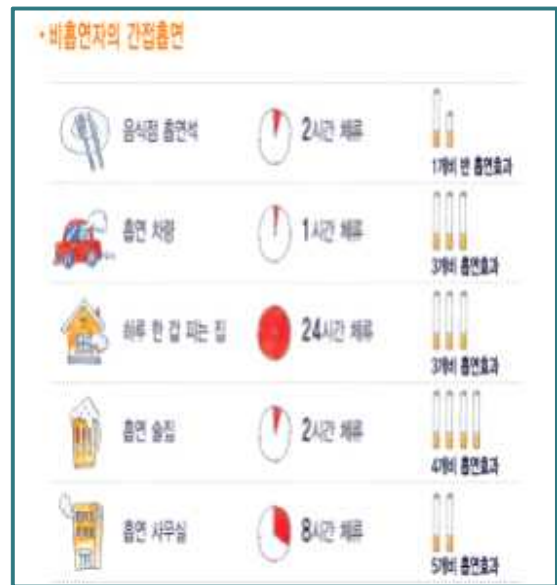 • 비흡연자의 간접흡연
음식점 흡연석 2시간 체류 1개비 반 흡연효과
흡연 차량 1시간 체류 3개비 흡연효과
하루 한 갑 피는 집 24시간 체류 3개비 흡연효과
흡연 술집 2시간 체류 4개비 흡연효과
흡연 사무실 8시간 체류 5개비 흡연효과